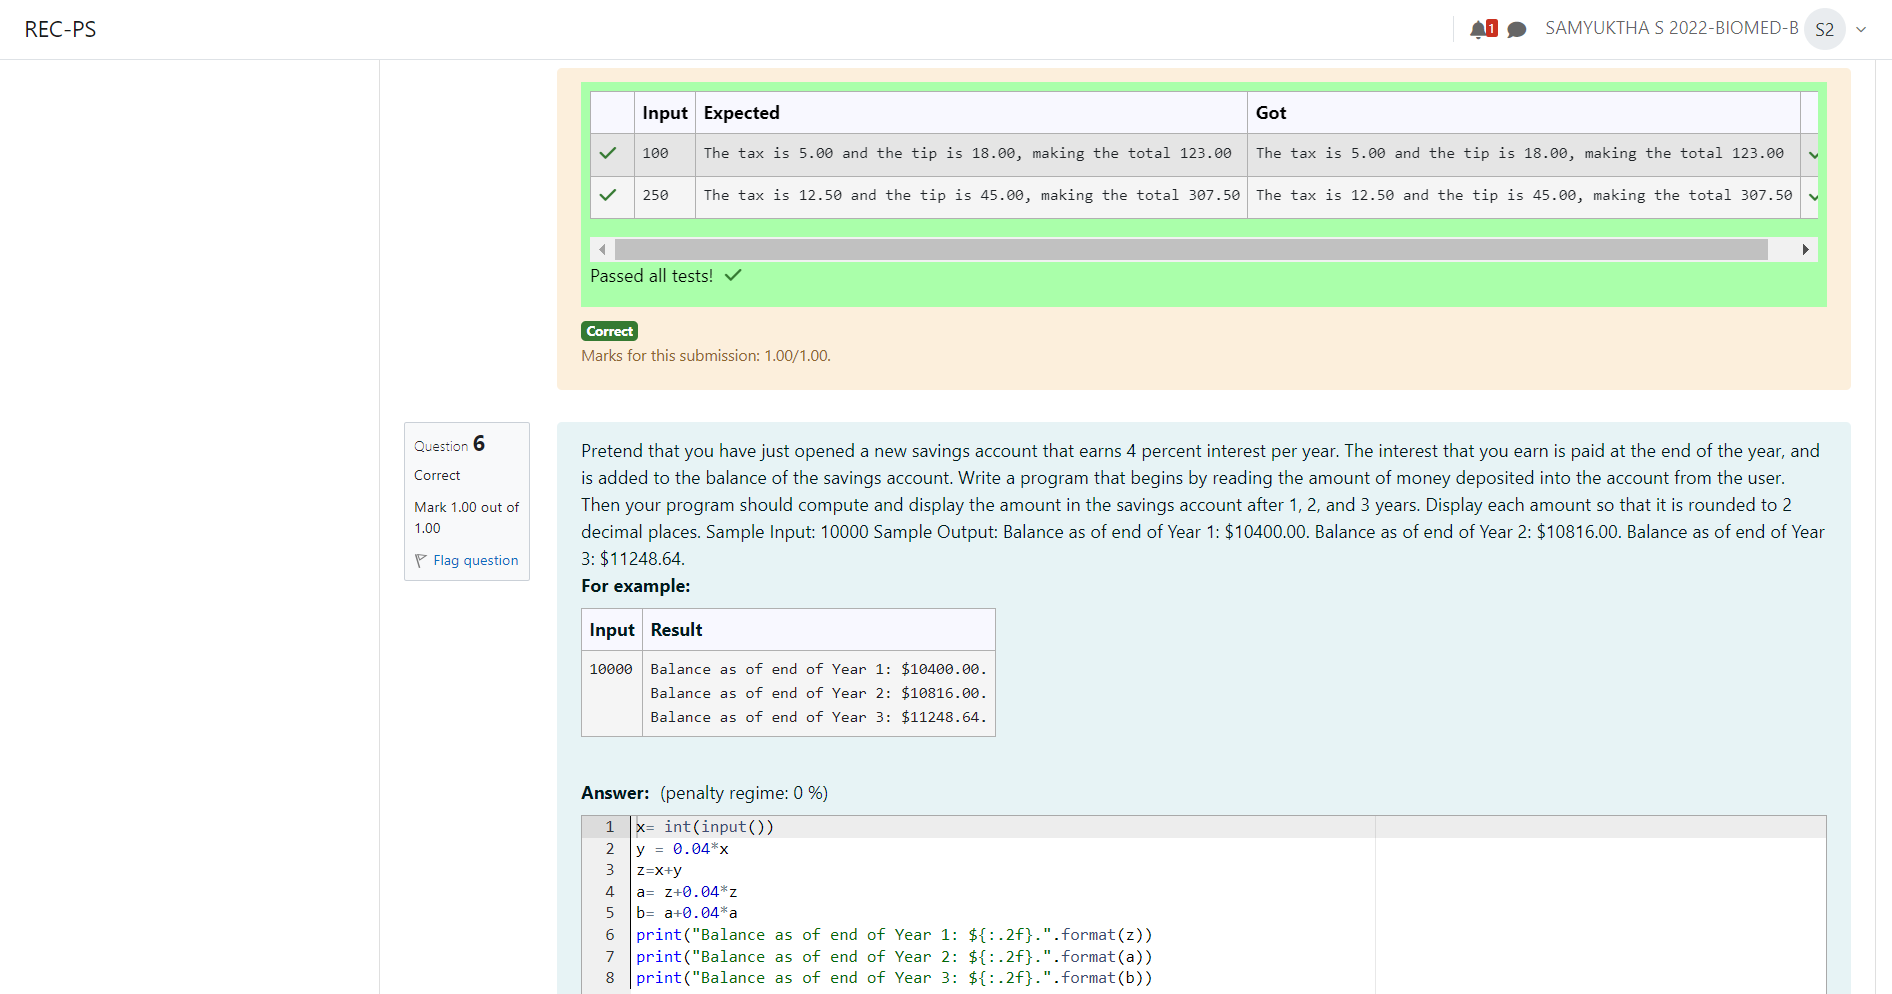 REC-PS
1
SAMYUKTHA S 2022-BIOMED-B
S2
Input Expected Got
100 The tax is 5.00 and the tip is 18.00, making the total 123.00 The tax is 5.00 and the tip is 18.00, making the total 123.00
250 The tax is 12.50 and the tip is 45.00, making the total 307.50 The tax is 12.50 and the tip is 45.00, making the total 307.50
Passed all tests!
Correct
Marks for this submission: 1.00/1.00.
Question 6
Correct
Mark 1.00 out of
1.00
Flag question
Pretend that you have just opened a new savings account that earns 4 percent interest per year. The interest that you earn is paid at the end of the year, and
is added to the balance of the savings account. Write a program that begins by reading the amount of money deposited into the account from the user.
Then your program should compute and display the amount in the savings account after 1, 2, and 3 years. Display each amount so that it is rounded to 2
decimal places. Sample Input: 10000 Sample Output: Balance as of end of Year 1: $10400.00. Balance as of end of Year 2: $10816.00. Balance as of end of Year
3: $11248.64.
For example:
Input Result
10000 Balance as of end of Year 1: $10400.00.
Balance as of end of Year 2: $10816.00.
Balance as of end of Year 3: $11248.64.
Answer: (penalty regime: 0 %)
1 x= int(input())
2 y = 0.04*x
3 z=x+y
4 a= z+0.04*z
5 b= a+0.04*a
6 print("Balance as of end of Year 1: ${:.2f}.".format(z))
7 print("Balance as of end of Year 2: ${:.2f}.".format(a))
8 print("Balance as of end of Year 3: ${:.2f}.".format(b))